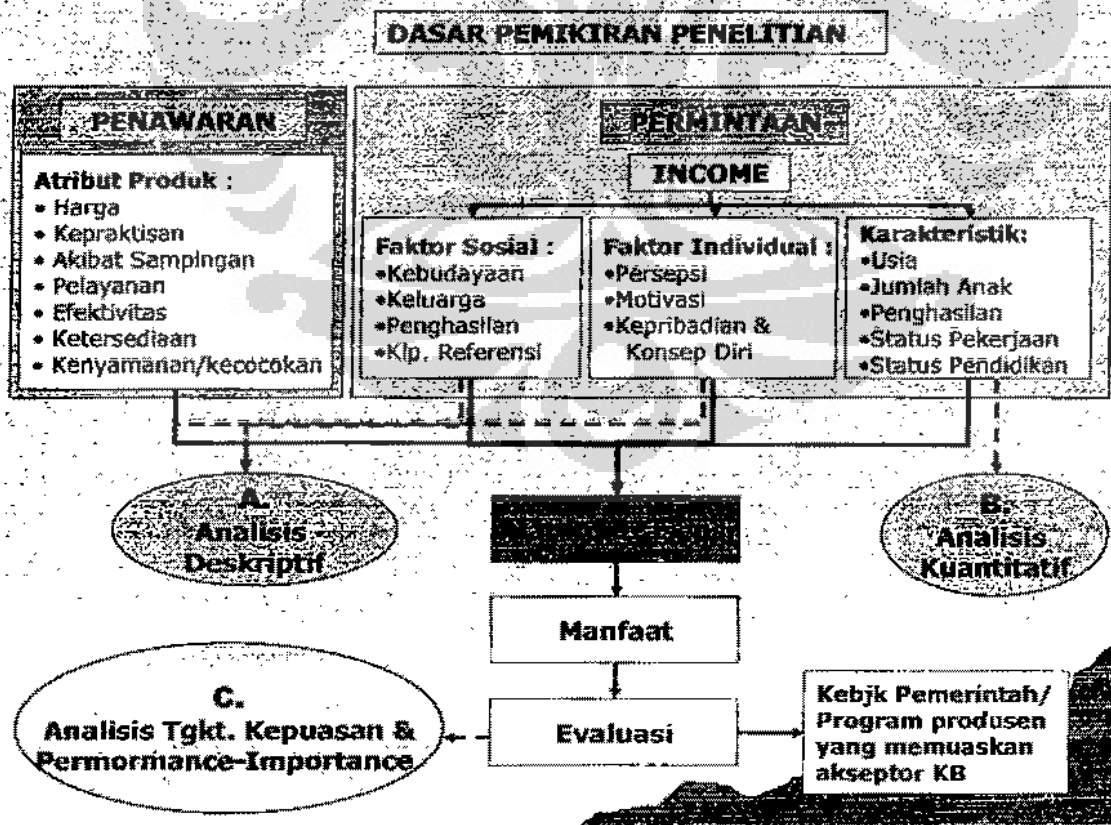 DASAR PEMIKIRAN PENELITIAN
PENAWARAN
Atribut Produk :
• Harga
• Kepraktisan
• Akibat Sampingan
• Pelayanan
• Efektivitas
• Ketersediaan
• Kenyamanan/kecocokan
PERMINTAAN
INCOME
Faktor Sosial :
•Kebudayaan
•Keluarga
•Penghasilan
•Klp. Referensi
Faktor Individual :
•Persepsi
•Motivasi
•Kepribadian &
Konsep Diri
Karakteristik:
•Usia
•Jumlah Anak
•Penghasilan
•Status Pekerjaan
•Status Pendidikan
A.
Analisis
Deskriptif
B.
Analisis
Kuantitatif
Manfaat
C.
Analisis Tgkt. Kepuasan &
Permormance-Importance
Evaluasi
Kebjk Pemerintah/
Program produsen
yang memuaskan
akseptor KB